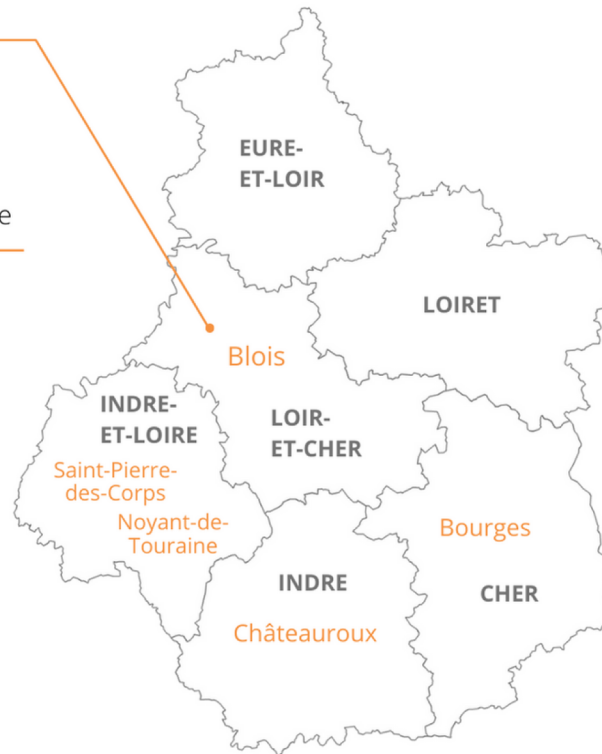 EURE-
ET-LOIR
e
LOIRET
Blois
INDRE-
ET-LOIRE
LOIR-
ET-CHER
Saint-Pierre-
des-Corps
Noyant-de-
Touraine
Bourges
INDRE
CHER
Châteauroux